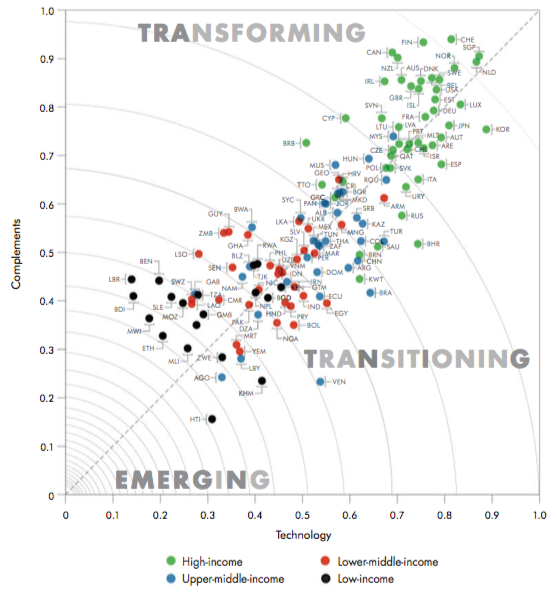 1.0
TRANSFORMING
FIN
CHE
SGP
CAN
NOR
NZL
AUS
DNK
SWE
NLD
0.9
IRL
BEL
USA
GBR
ISL
EST
LUX
0.8
SVN
FRA
DEU
CYP
LTU
LVA
JPN
KOR
MYS
PRT
MLT
AUT
BRB
CZE
ARE
0.7
HUN
QAT
ISR
MUS
POL
SVK
ESP
GEO
HRV
ROU
ITA
TTO
CRI
BGR
URY
GRC
MKD
ARM
0.6
SYC
PAN
JOR
ALB
SRB
RUS
GUY
BWA
LKA
UKR
KAZ
ZMB
SLV
MEX
MNG
TUR
GHA
KGZ
TUN
THA
COL
SAU
BHR
RWA
EAF
0.5
LSO
BLZ
PHL
PER
MAR
BRN
BEN
SEN
UZB
VNM
CHN
ARG
LBR
SWZ
GAB
NAM
TJK
NIC
IRN
DOM
KWT
TZA
CMR
BGD
GTM
ECU
BRA
0.4
BDI
SLE
MOZ
LAO
GMB
NPL
IND
EGY
MWI
PAK
HND
PRY
DZA
NGA
BOL
ETH
MRT
0.3
MLI
ZWE
YEM
TRANSITIONING
AGO
LBY
VEN
0.2
KHM
HTI
0.1
EMERGING
0
0 0.1 0.2 0.3 0.4 0.5 0.6 0.7 0.8 0.9 1.0
Complements
Technology
High-income
Lower-middle-income
Upper-middle-income
Low-income